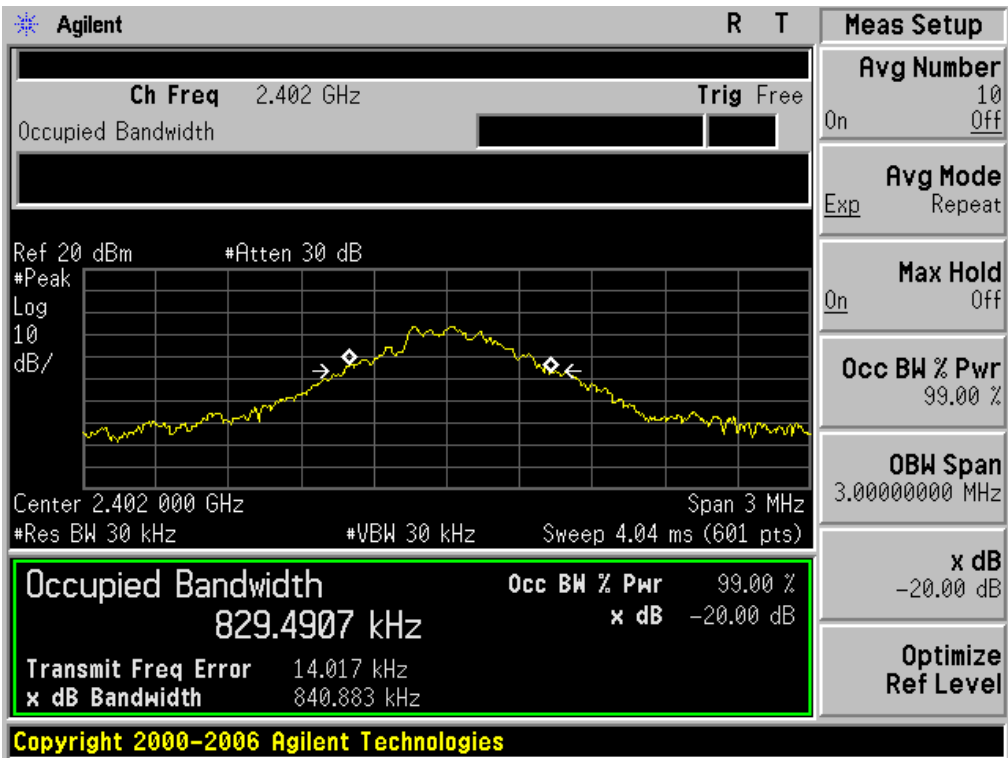 Agilent R T
Ch Freq 2.402 GHz Trig Free
Occupied Bandwidth
Ref 20 dBm #Atten 30 dB
#Peak
Log
10
dB/
Center 2.402 000 GHz Span 3 MHz
#Res BW 30 kHz #VBW 30 kHz Sweep 4.04 ms (601 pts)
Occupied Bandwidth
829.4907 kHz
Occ BW % Pwr 99.00 %
x dB -20.00 dB
Transmit Freq Error 14.017 kHz
x dB Bandwidth 840.883 kHz
Copyright 2000-2006 Agilent Technologies
Meas Setup
Avg Number
10
On Off
Avg Mode
Exp Repeat
Max Hold
On Off
Occ BW % Pwr
99.00 %
OBW Span
3.00000000 MHz
x dB
-20.00 dB
Optimize
Ref Level